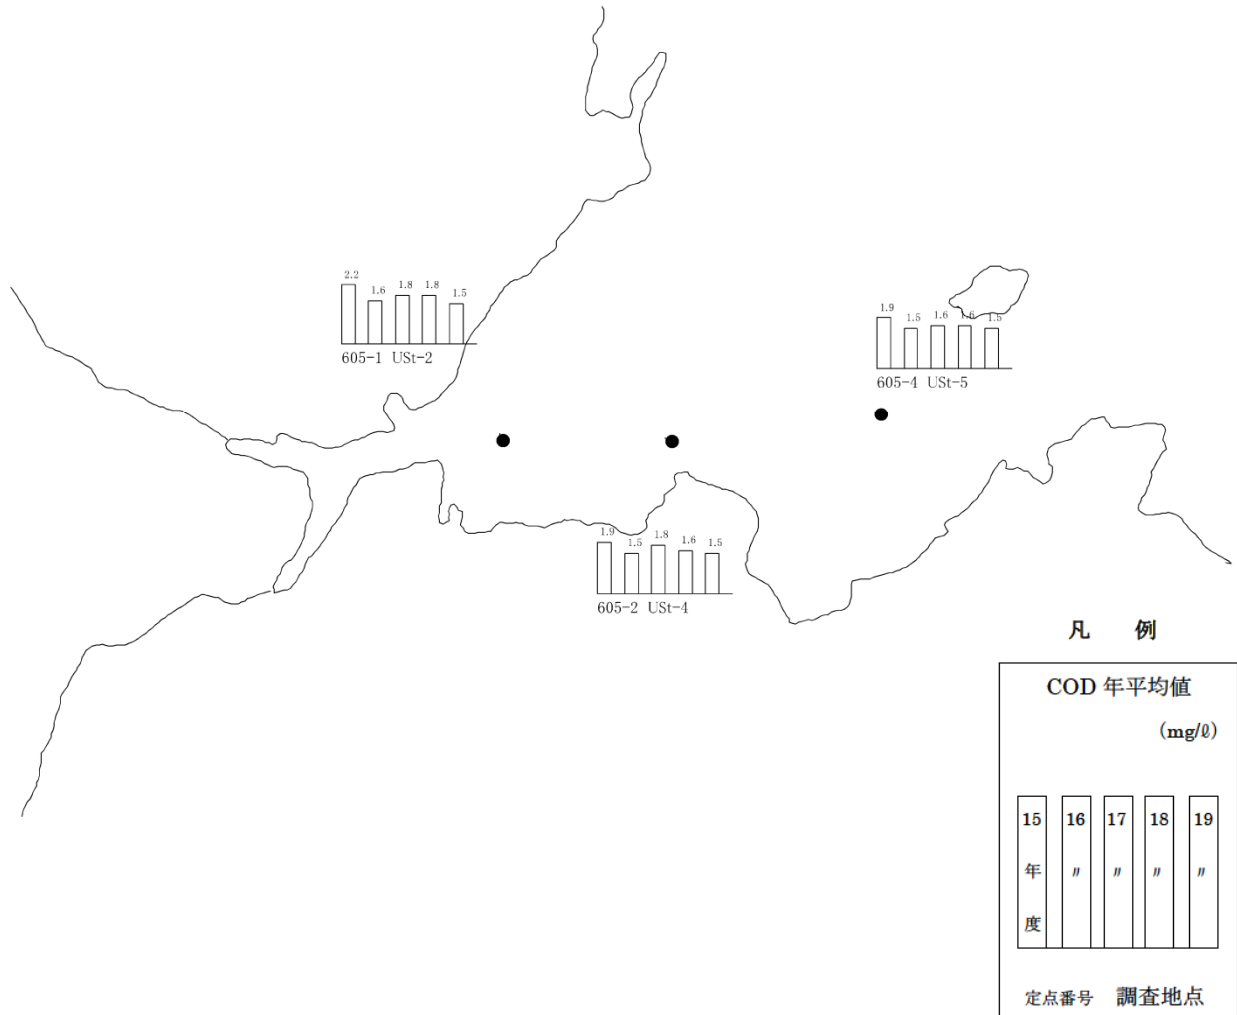 2.2 1.6 1.8 1.8 1.5
605-1 USt-2
1.9 1.5 1.6 1.6 1.5
605-4 USt-5
1.9 1.5 1.8 1.6 1.5
605-2 USt-4
凡 例
COD 年平均値
(mg/ℓ)
15 16 17 18 19
年 〃 〃 〃 〃
度
定点番号 調査地点